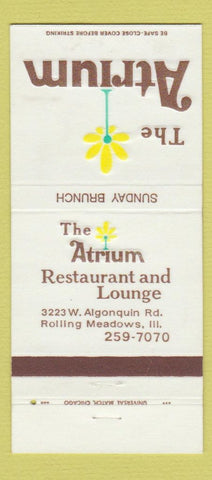 BE SAFE-CLOSE COVER BEFORE STRIKING
The
Atrium
SUNDAY BRUNCH
The
Atrium
Restaurant and
Lounge
3223 W. Algonquin Rd.
Rolling Meadows, Ill.
259-7070
UNIVERSAL MATCH, CHICAGO